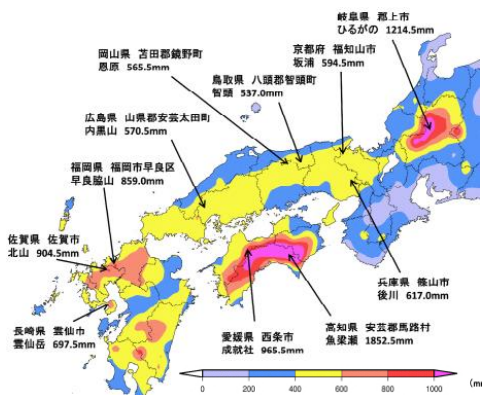 岐阜県 郡上市
ひるがの 1214.5mm
京都府 福知山市
坂浦 594.5mm
岡山県 苫田郡鏡野町
恩原 565.5mm
鳥取県 八頭郡智頭町
智頭 537.0mm
広島県 山県郡安芸太田町
内黒山 570.5mm
福岡県 福岡市早良区
早良脇山 859.0mm
佐賀県 佐賀市
北山 904.5mm
長崎県 雲仙市
雲仙岳 697.5mm
愛媛県 西条市
成就社 965.5mm
高知県 安芸郡馬路村
魚梁瀬 1852.5mm
兵庫県 篠山市
後川 617.0mm
0 200 400 600 800 1000